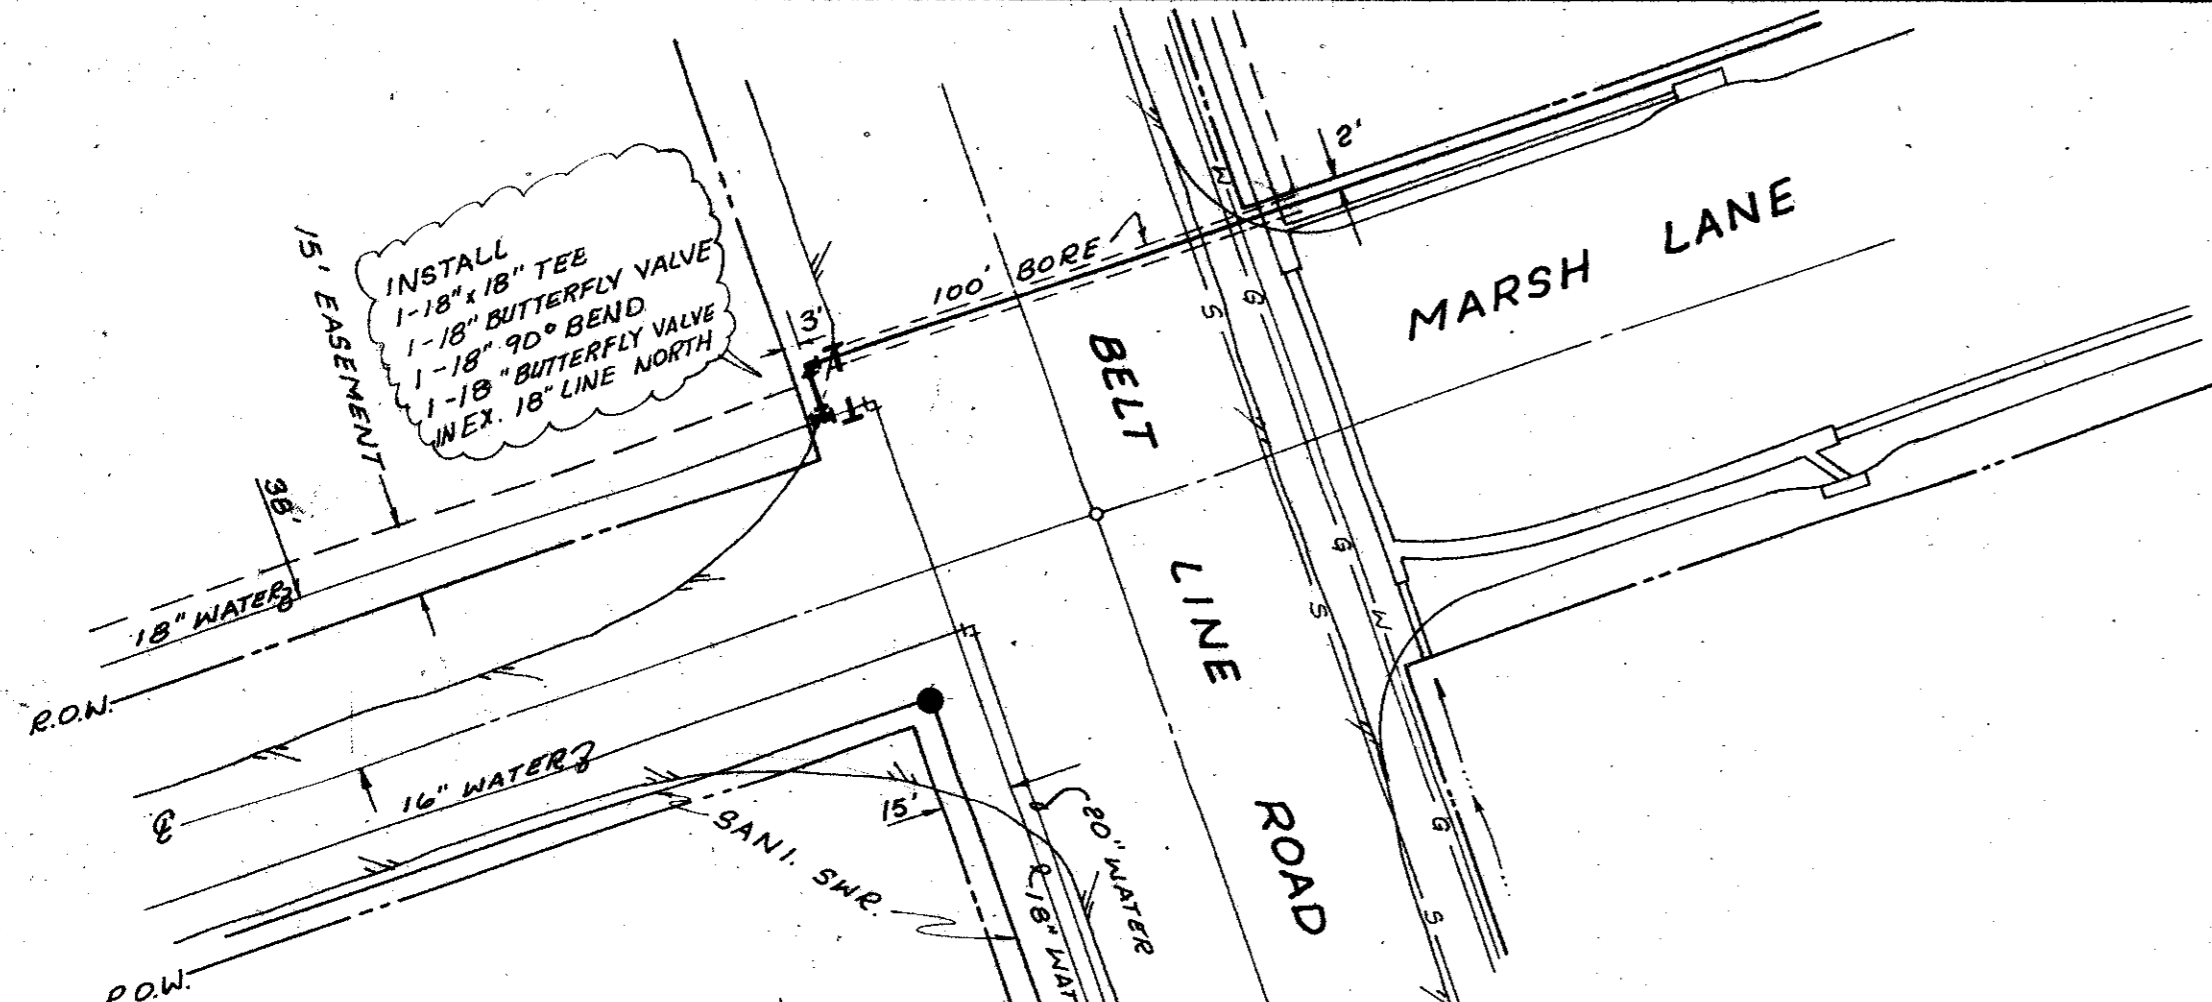 INSTALL
1-18" x 18" TEE
1-18" BUTTERFLY VALVE
1-18" 90° BEND
1-18" BUTTERFLY VALVE
IN EX. 18" LINE NORTH
15' EASEMENT
38'
18" WATER
R.O.W.
℄
16" WATER
R.O.W.
SANI. SWR.
15'
20" WATER
18" WAT
3'
100' BORE
2'
MARSH LANE
BELT
LINE
ROAD
W
S
G
G
S
W
G
S